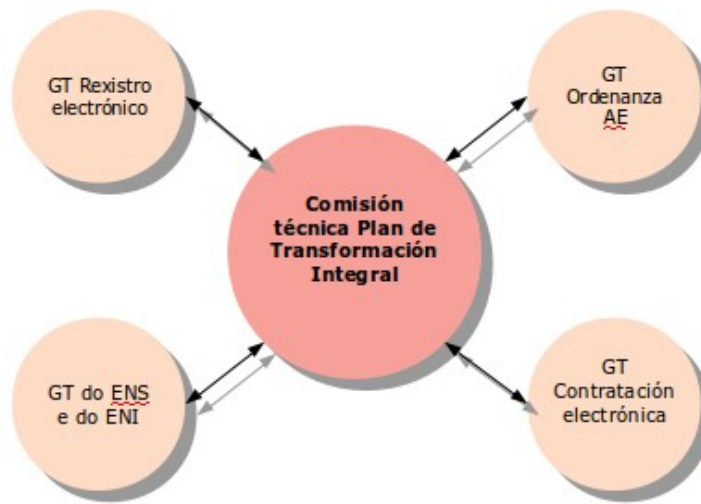 GT Rexistro
electrónico
GT
Ordenanza
AE
Comisión
técnica Plan de
Transformación
Integral
GT do ENS
e do ENI
GT
Contratación
electrónica